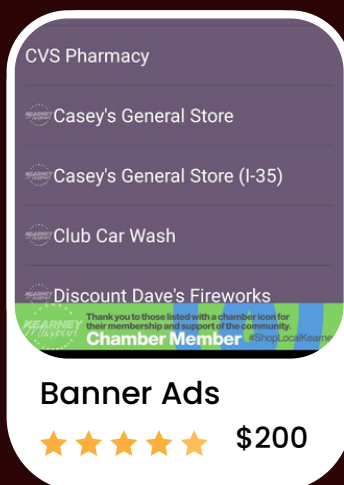 CVS Pharmacy
Casey's General Store
Casey's General Store (I-35)
Club Car Wash
Discount Dave's Fireworks
KEARNEY
Thank you to those listed with a chamber icon for
their membership and support of the community.
Chamber Member #ShopLocalKearne
Banner Ads
$200